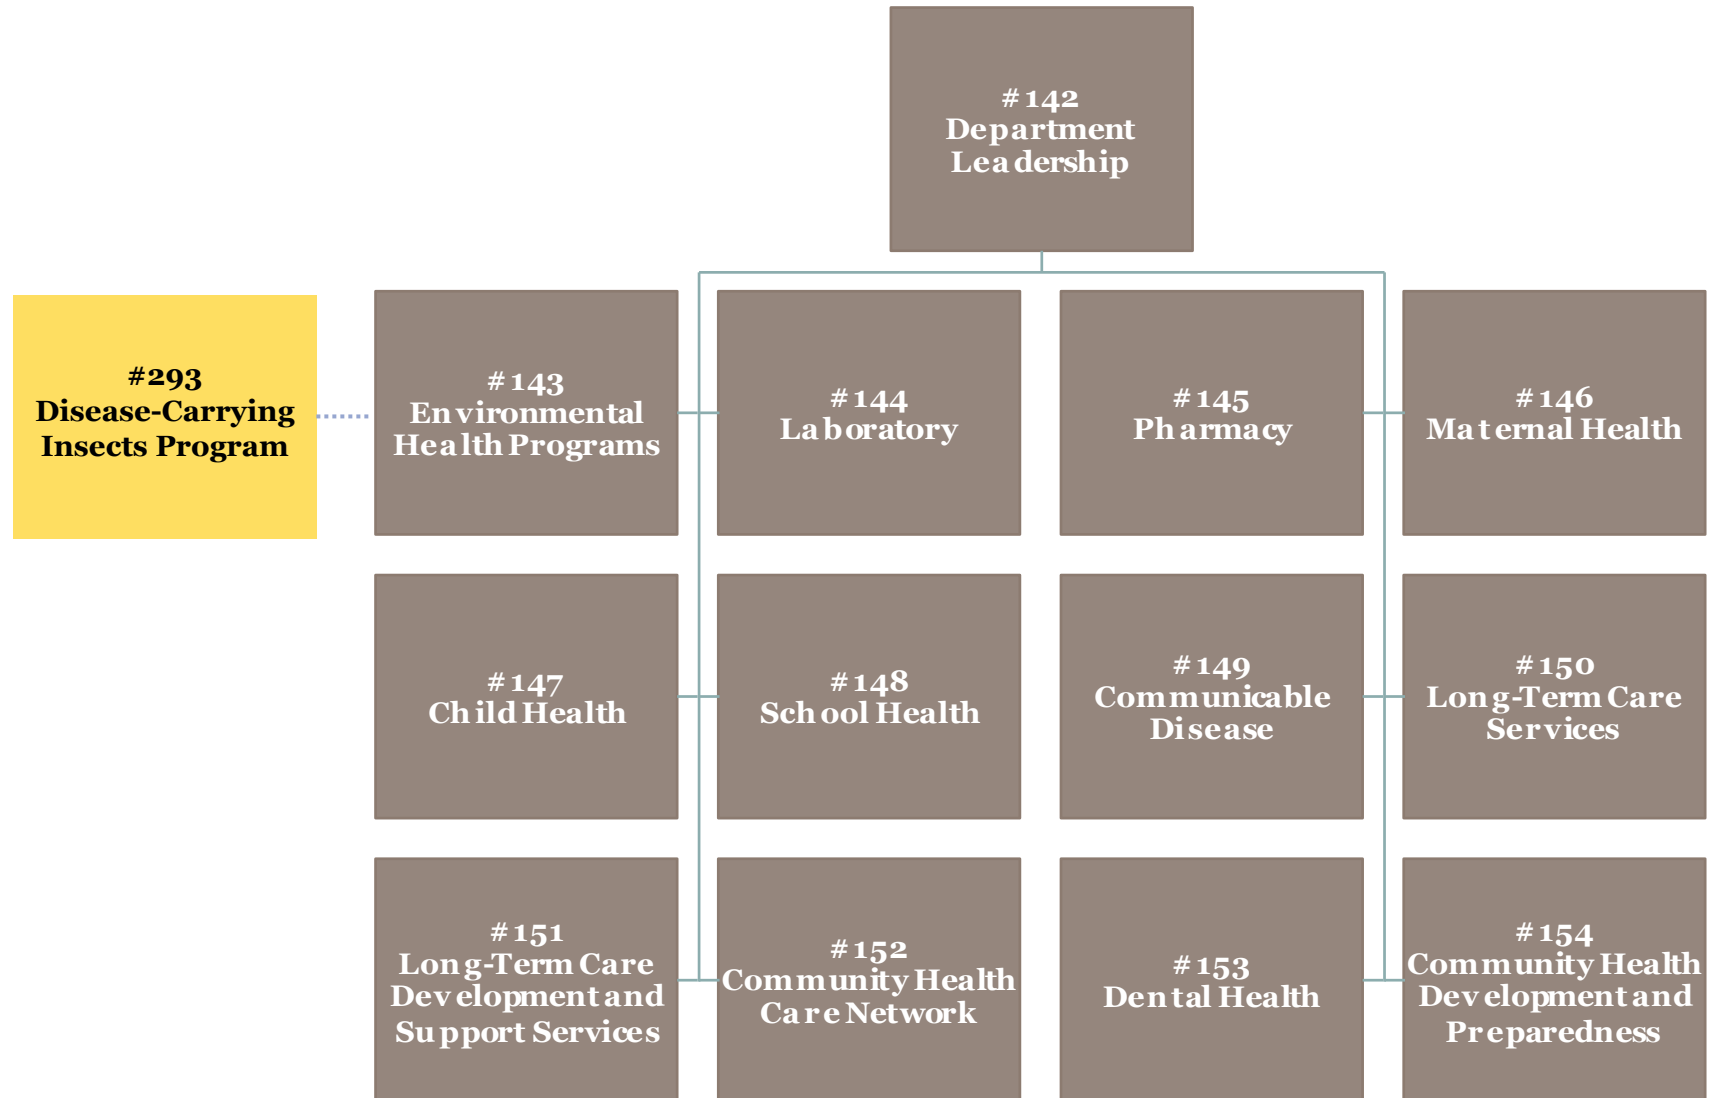 #142
Department
Leadership
#293
Disease-Carrying
Insects Program
#143
Environmental
Health Programs
#144
Laboratory
#145
Pharmacy
#146
Maternal Health
#147
Child Health
#148
School Health
#149
Communicable
Disease
#150
Long-Term Care
Services
#151
Long-Term Care
Development and
Support Services
#152
Community Health
Care Network
#153
Dental Health
#154
Community Health
Development and
Preparedness